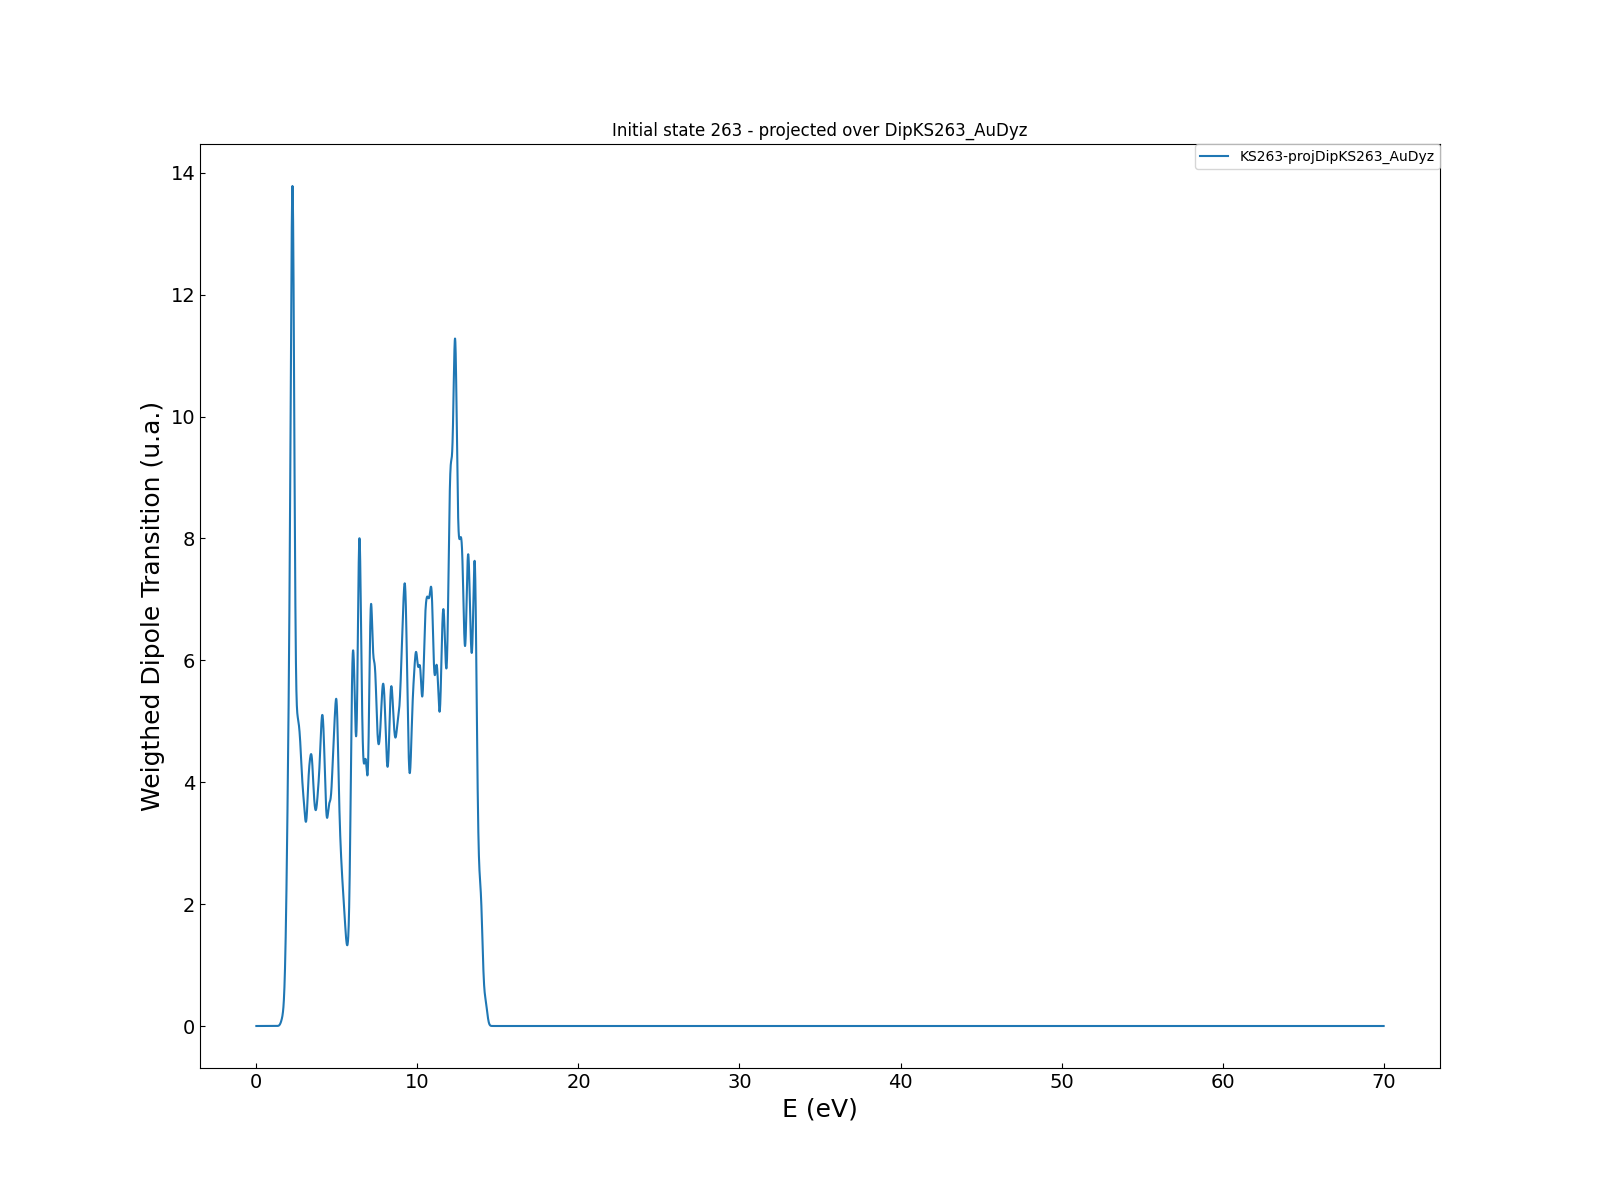 Initial state 263 - projected over DipKS263_AuDyz
KS263-projDipKS263_AuDyz
14
12
10
8
6
4
2
0
Weigthed Dipole Transition (u.a.)
0 10 20 30 40 50 60 70
E (eV)